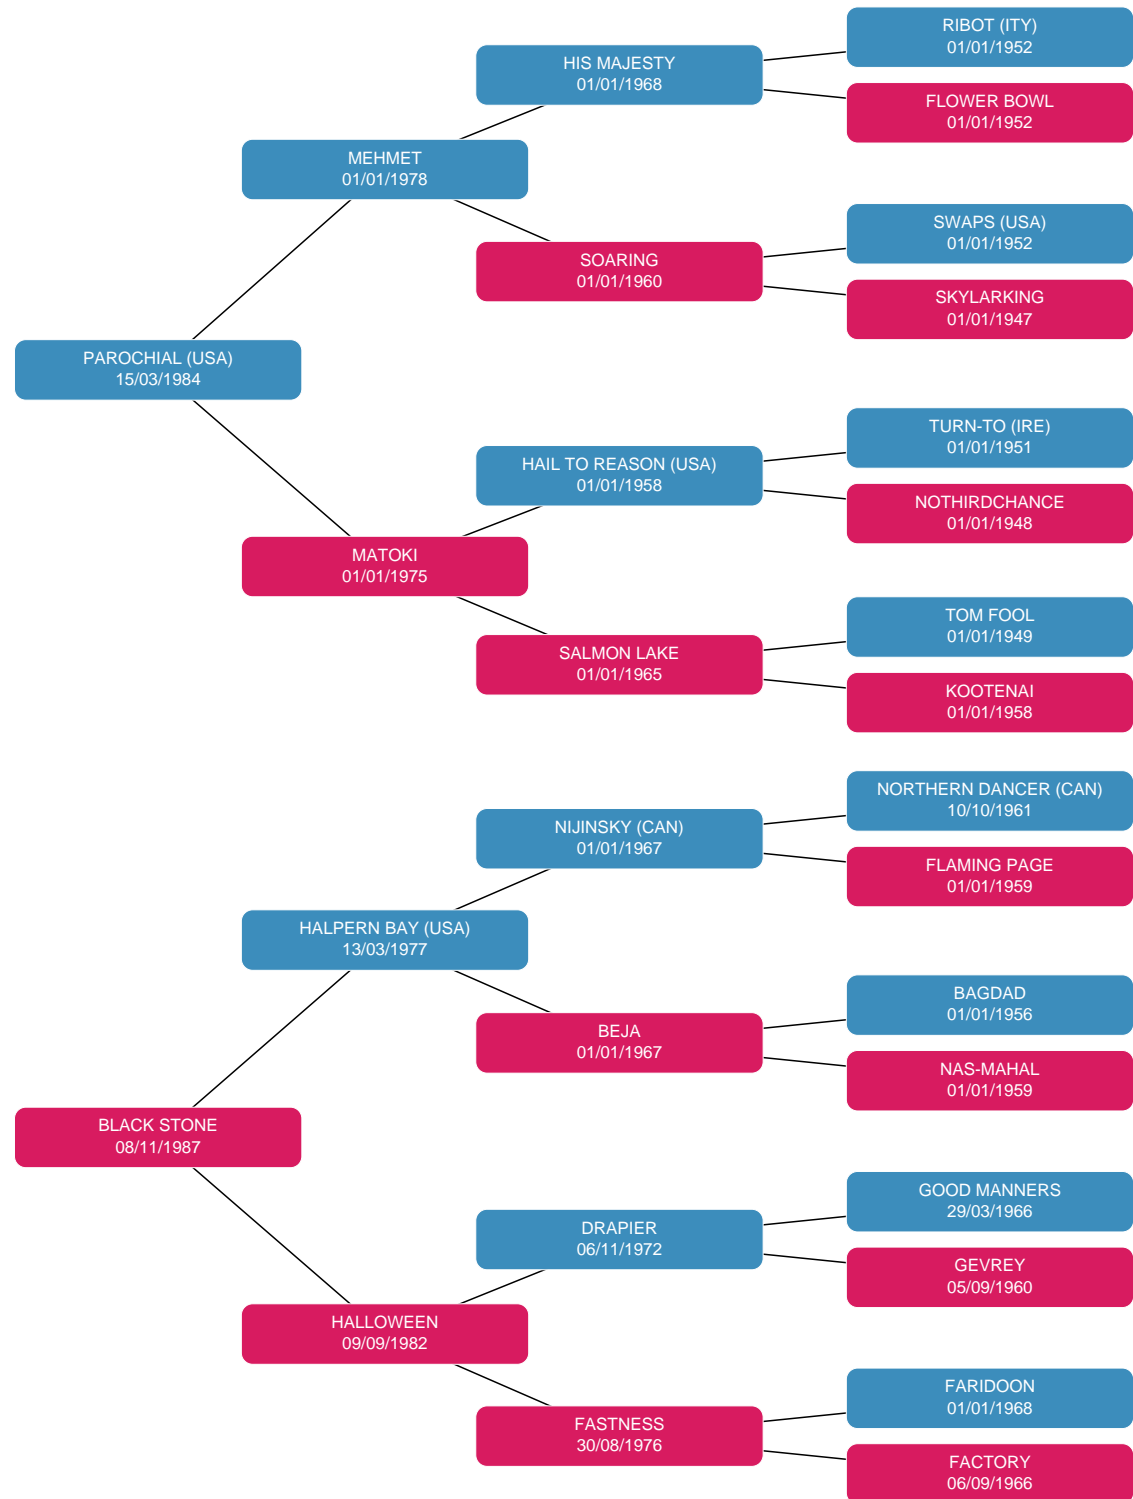 RIBOT (ITY)
01/01/1952
HIS MAJESTY
01/01/1968
FLOWER BOWL
01/01/1952
MEHMET
01/01/1978
SWAPS (USA)
01/01/1952
SOARING
01/01/1960
SKYLARKING
01/01/1947
PAROCHIAL (USA)
15/03/1984
TURN-TO (IRE)
01/01/1951
HAIL TO REASON (USA)
01/01/1958
NOTHIRDCHANCE
01/01/1948
MATOKI
01/01/1975
TOM FOOL
01/01/1949
SALMON LAKE
01/01/1965
KOOTENAI
01/01/1958
NORTHERN DANCER (CAN)
10/10/1961
NIJINSKY (CAN)
01/01/1967
FLAMING PAGE
01/01/1959
HALPERN BAY (USA)
13/03/1977
BAGDAD
01/01/1956
BEJA
01/01/1967
NAS-MAHAL
01/01/1959
BLACK STONE
08/11/1987
GOOD MANNERS
29/03/1966
DRAPIER
06/11/1972
GEVREY
05/09/1960
HALLOWEEN
09/09/1982
FARIDOON
01/01/1968
FASTNESS
30/08/1976
FACTORY
06/09/1966